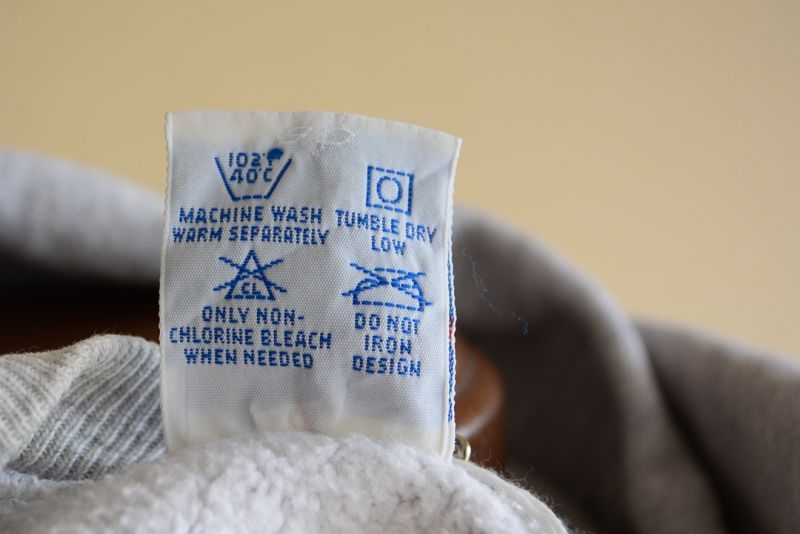 102°F
40°C
MACHINE WASH
WARM SEPARATELY
TUMBLE DRY
LOW
CL
ONLY NON-
CHLORINE BLEACH
WHEN NEEDED
DO NOT
IRON
DESIGN